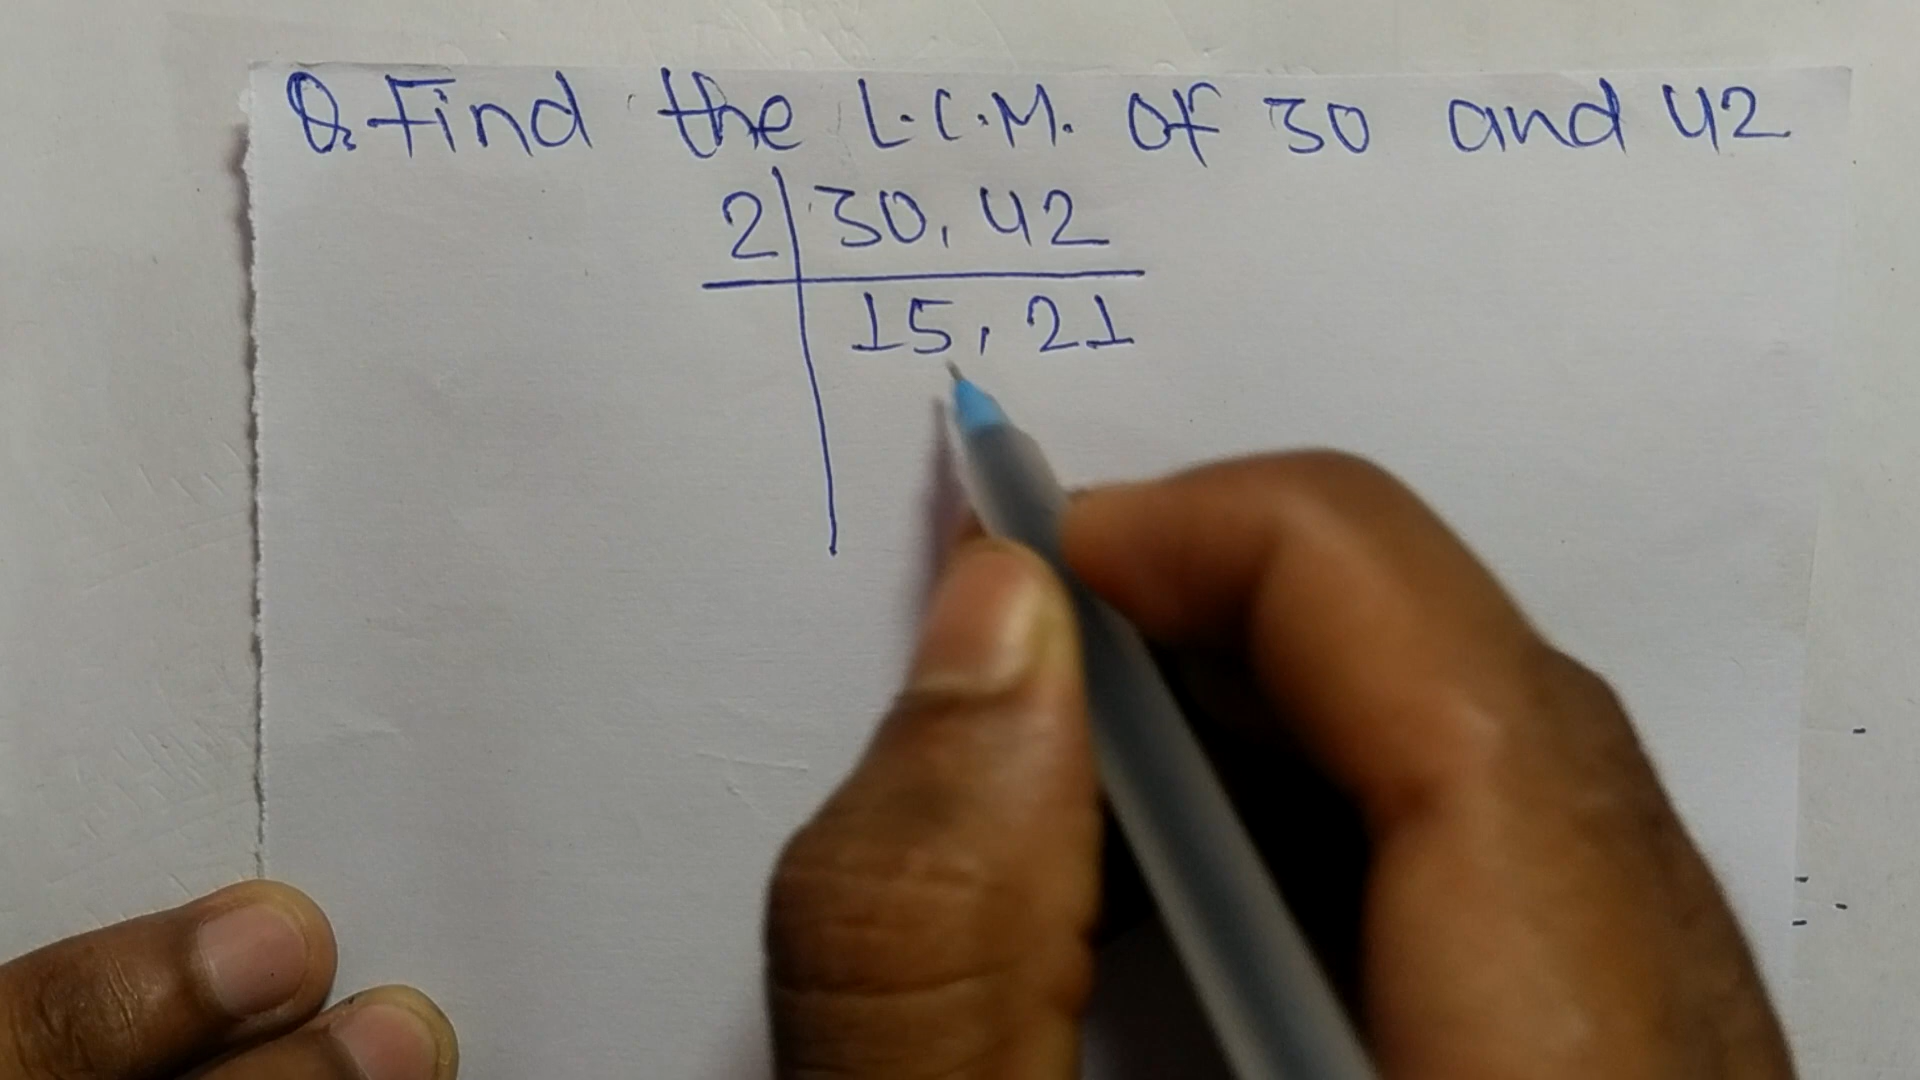 Q. Find the L.C.M. of 30 and 42
2 | 30, 42
15, 21